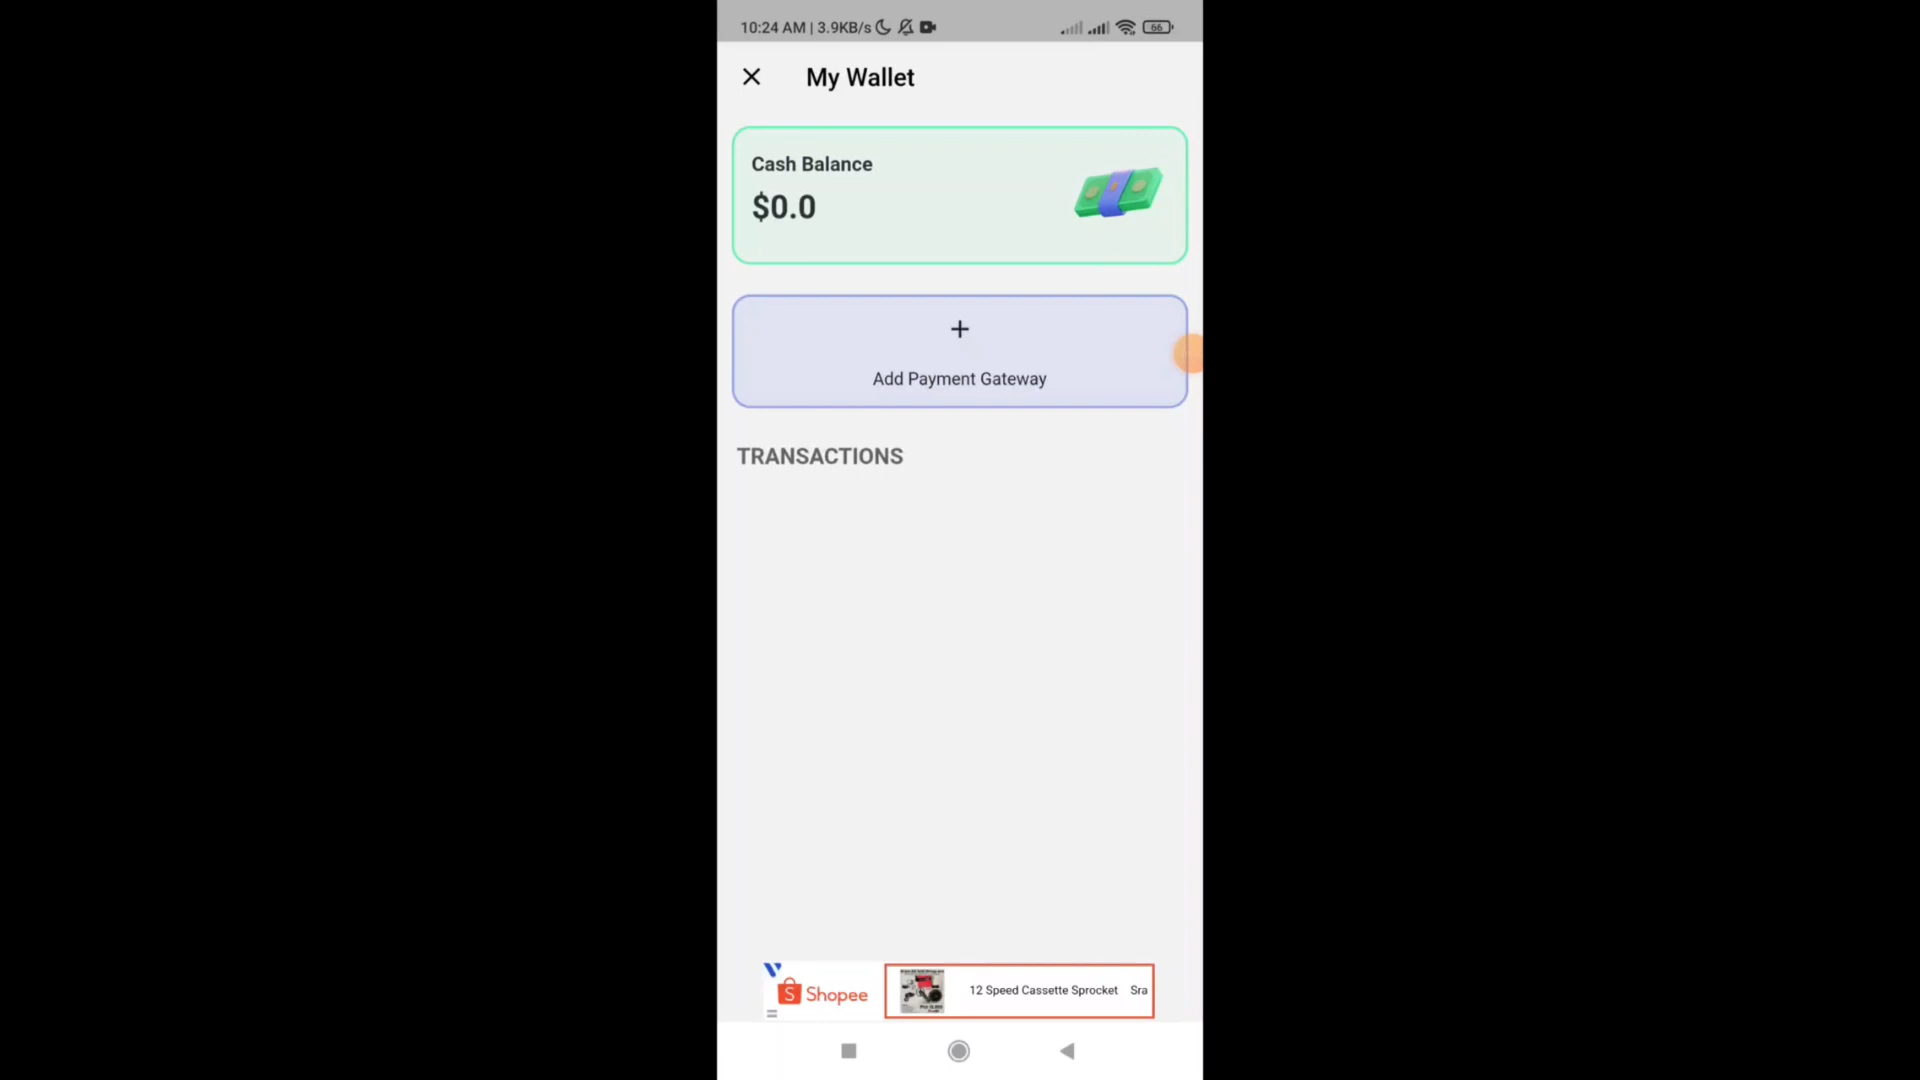 10:24 AM | 3.9KB/s
66
My Wallet
Cash Balance
$0.0
Add Payment Gateway
TRANSACTIONS
Shopee
12 Speed Cassette Sprocket Sra